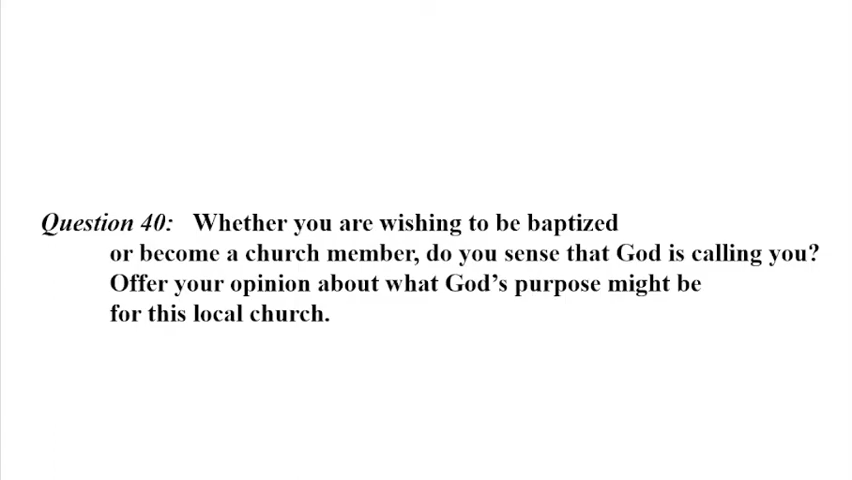 Question 40: Whether you are wishing to be baptized
or become a church member, do you sense that God is calling you?
Offer your opinion about what God’s purpose might be
for this local church.